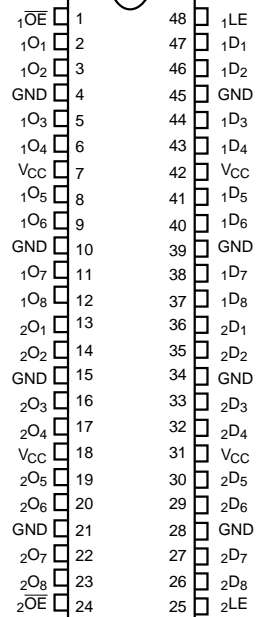 1OE 1 48 1LE
1O1 2 47 1D1
1O2 3 46 1D2
GND 4 45 GND
1O3 5 44 1D3
1O4 6 43 1D4
VCC 7 42 VCC
1O5 8 41 1D5
1O6 9 40 1D6
GND 10 39 GND
1O7 11 38 1D7
1O8 12 37 1D8
2O1 13 36 2D1
2O2 14 35 2D2
GND 15 34 GND
2O3 16 33 2D3
2O4 17 32 2D4
VCC 18 31 VCC
2O5 19 30 2D5
2O6 20 29 2D6
GND 21 28 GND
2O7 22 27 2D7
2O8 23 26 2D8
2OE 24 25 2LE